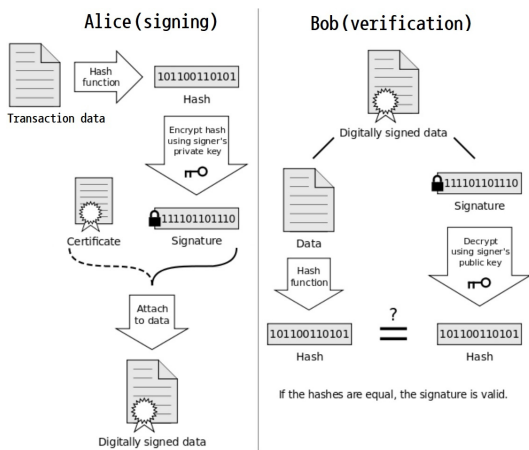 Alice(signing)
Hash
function
101100110101
Hash
Transaction data
Encrypt hash
using signer's
private key
111101101110
Certificate
Signature
Attach
to data
Digitally signed data
Bob(verification)
Digitally signed data
111101101110
Signature
Data
Decrypt
using signer's
public key
Hash
function
?
101100110101
=
101100110101
Hash
Hash
If the hashes are equal, the signature is valid.